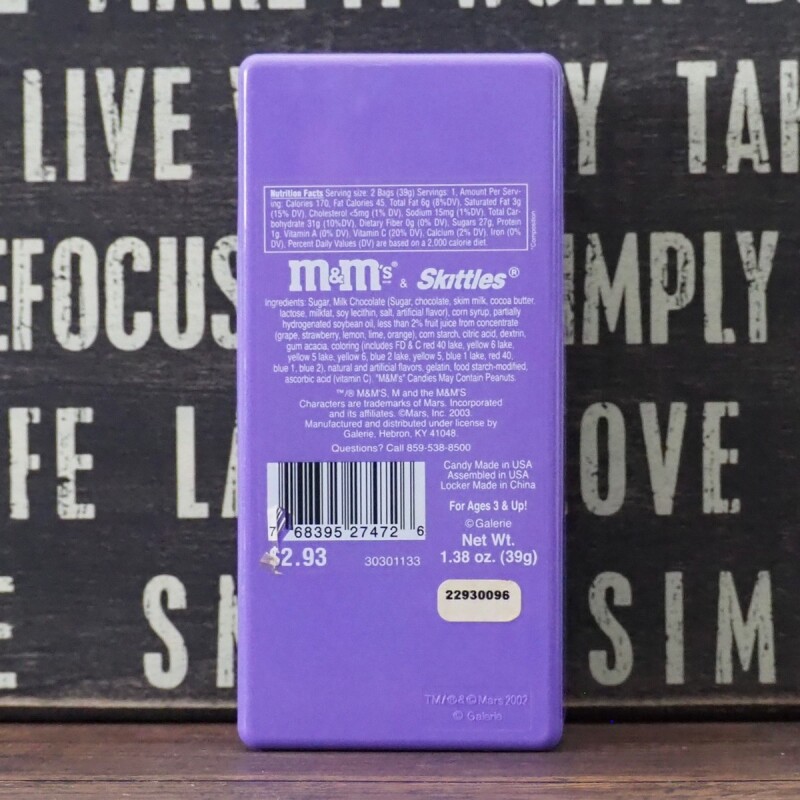 MAKE IT WORK
LIVE
Y TAK
EFOCUS
IMPLY
FE LA
OVE
E
SIM
Nutrition Facts Serving size: 2 Bags (39g) Servings: 1, Amount Per Serv-
ing: Calories 170, Fat Calories 45, Total Fat 6g (8%DV), Saturated Fat 3g
(15% DV), Cholesterol <5mg (1% DV), Sodium 15mg (1%DV), Total Car-
bohydrate 31g (10%DV), Dietary Fiber 0g (0% DV), Sugars 27g, Protein
1g, Vitamin A (0% DV), Vitamin C (20% DV), Calcium (2% DV), Iron (0%
DV), Percent Daily Values (DV) are based on a 2,000 calorie diet.
*Composition
m&m's® & Skittles®
Ingredients: Sugar, Milk Chocolate (Sugar, chocolate, skim milk, cocoa butter,
lactose, milkfat, soy lecithin, salt, artificial flavor), corn syrup, partially
hydrogenated soybean oil, less than 2% fruit juice from concentrate
(grape, strawberry, lemon, lime, orange), corn starch, citric acid, dextrin,
gum acacia, coloring (includes FD & C red 40 lake, yellow 6 lake,
yellow 5 lake, yellow 6, blue 2 lake, yellow 5, blue 1 lake, red 40,
blue 1, blue 2), natural and artificial flavors, gelatin, food starch-modified,
ascorbic acid (vitamin C). "M&M's" Candies May Contain Peanuts.
™/® M&M'S, M and the M&M'S
Characters are trademarks of Mars, Incorporated
and its affiliates. ©Mars, Inc. 2003.
Manufactured and distributed under license by
Galerie, Hebron, KY 41048.
Questions? Call 859-538-8500
Candy Made in USA
Assembled in USA
Locker Made in China
For Ages 3 & Up!
© Galerie
Net Wt.
1.38 oz. (39g)
7 68395 27472 6
$2.93
30301133
22930096
TM/®&©Mars 2002
© Galerie